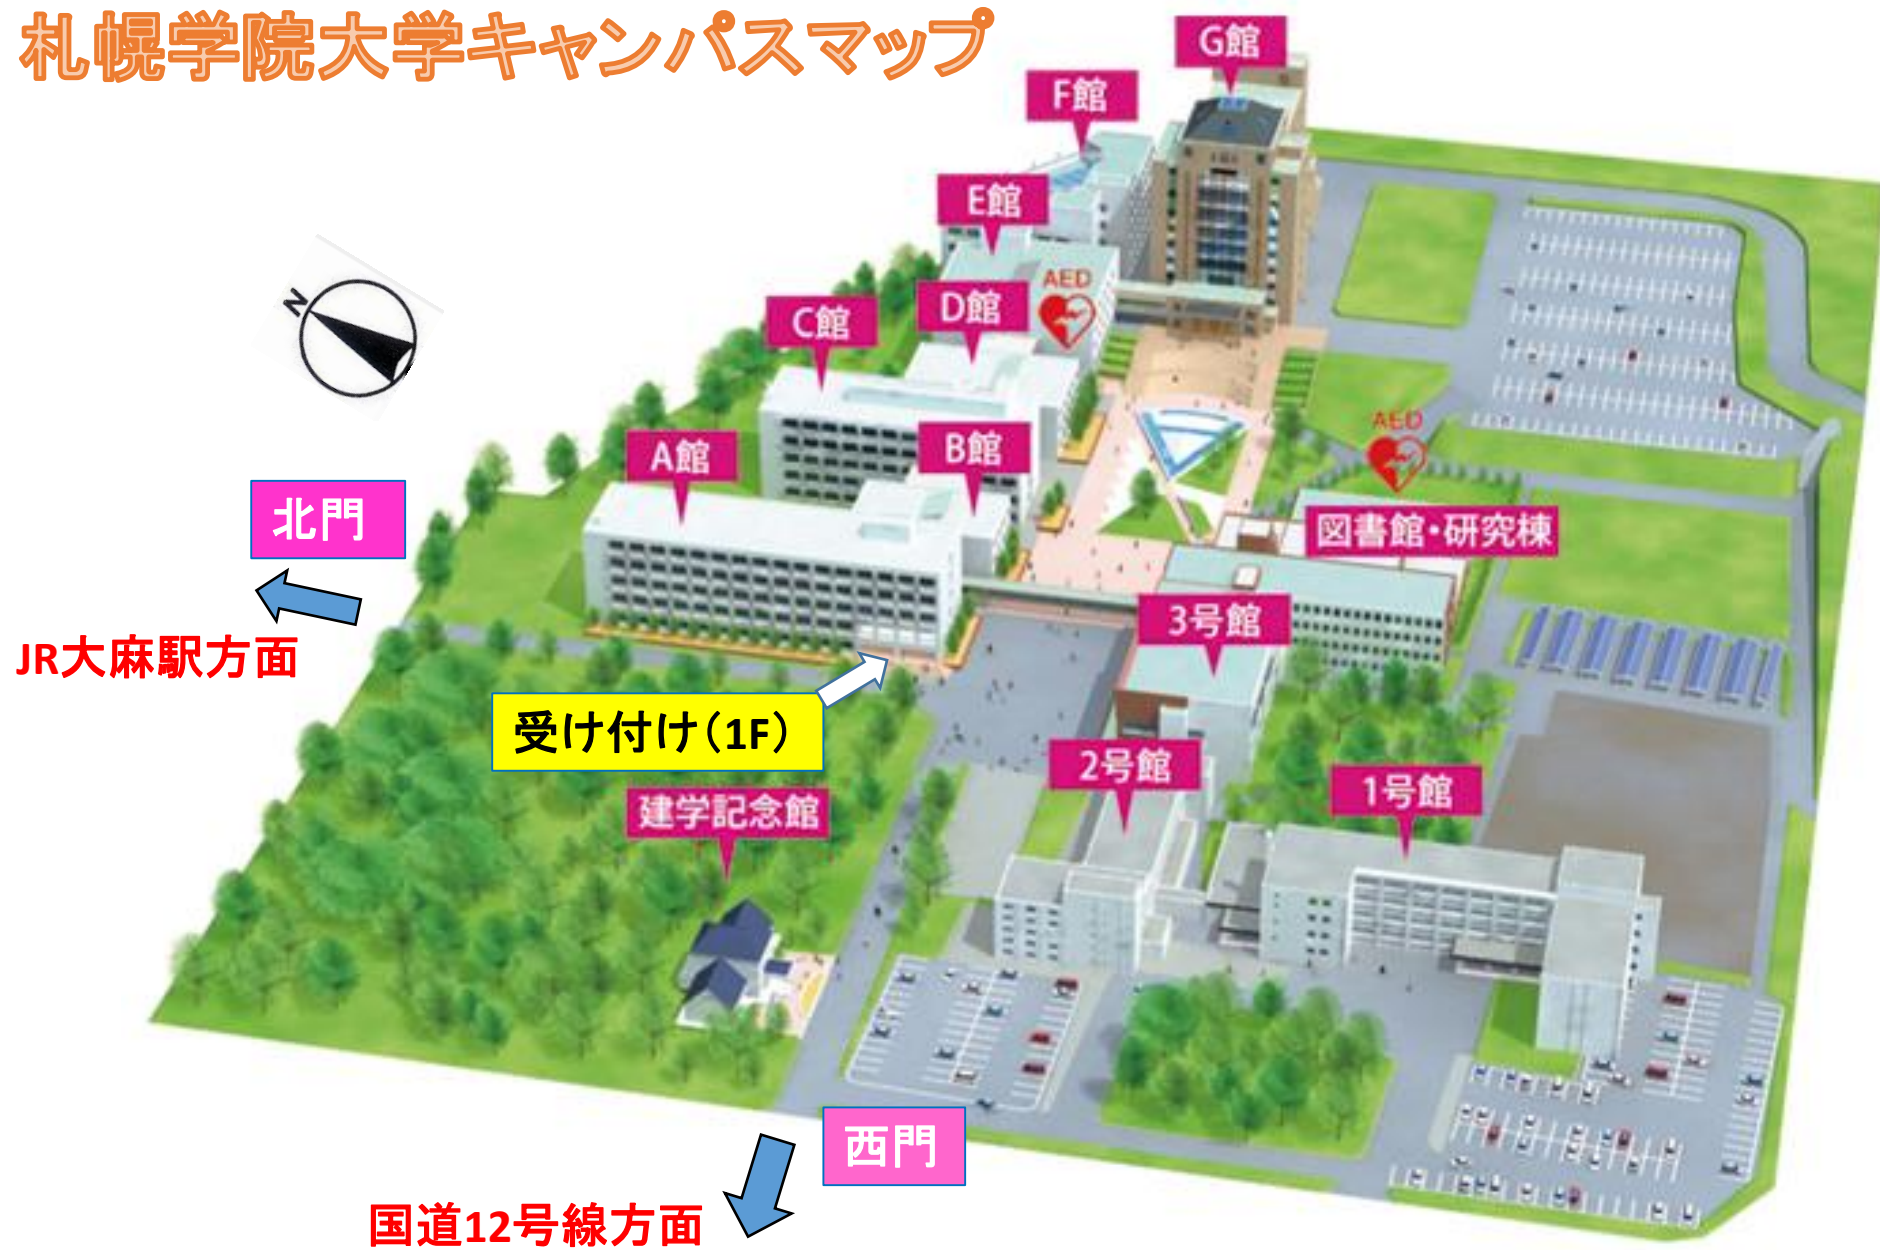 札幌学院大学キャンパスマップ
G館
F館
E館
AED
D館
C館
N
AED
B館
A館
北門
図書館・研究棟
3号館
JR大麻駅方面
受け付け（1F）
2号館
1号館
建学記念館
西門
国道12号線方面